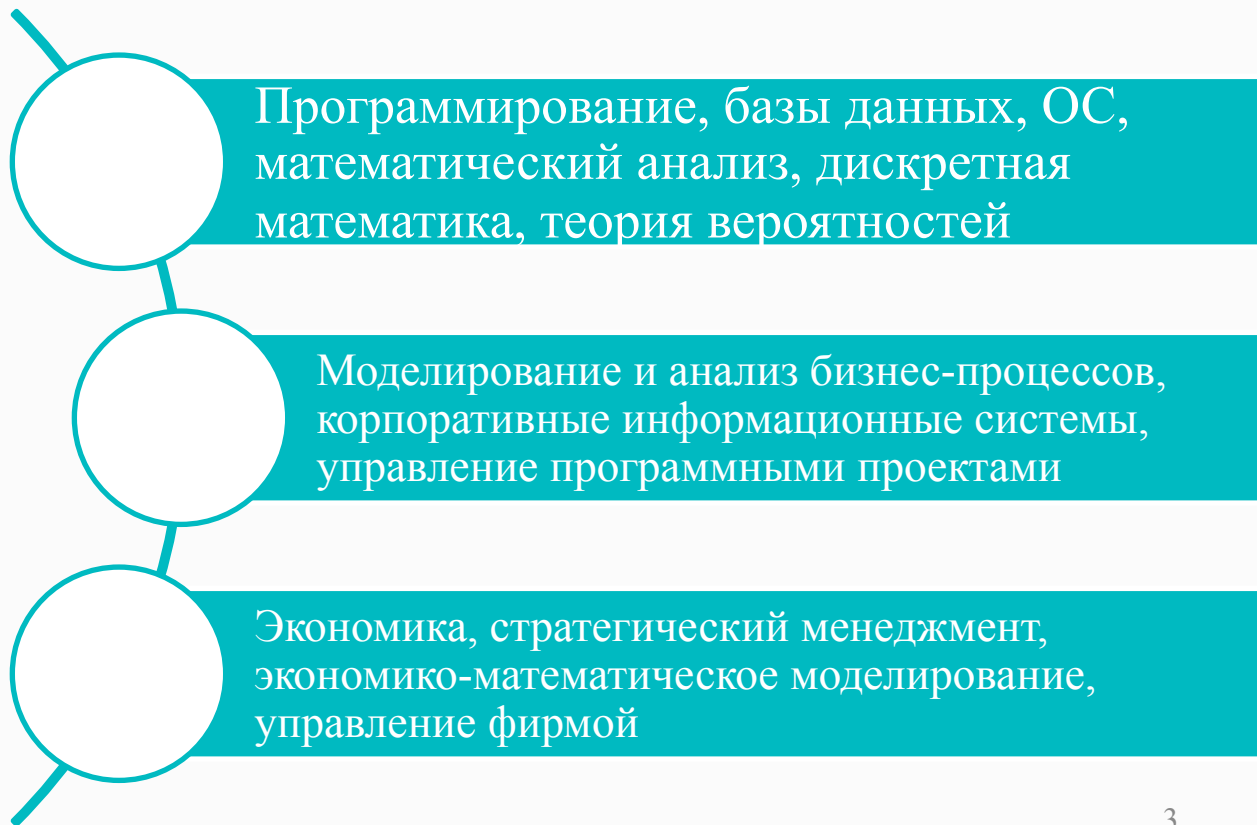 Программирование, базы данных, ОС,
математический анализ, дискретная
математика, теория вероятностей
Моделирование и анализ бизнес-процессов,
корпоративные информационные системы,
управление программными проектами
Экономика, стратегический менеджмент,
экономико-математическое моделирование,
управление фирмой
3